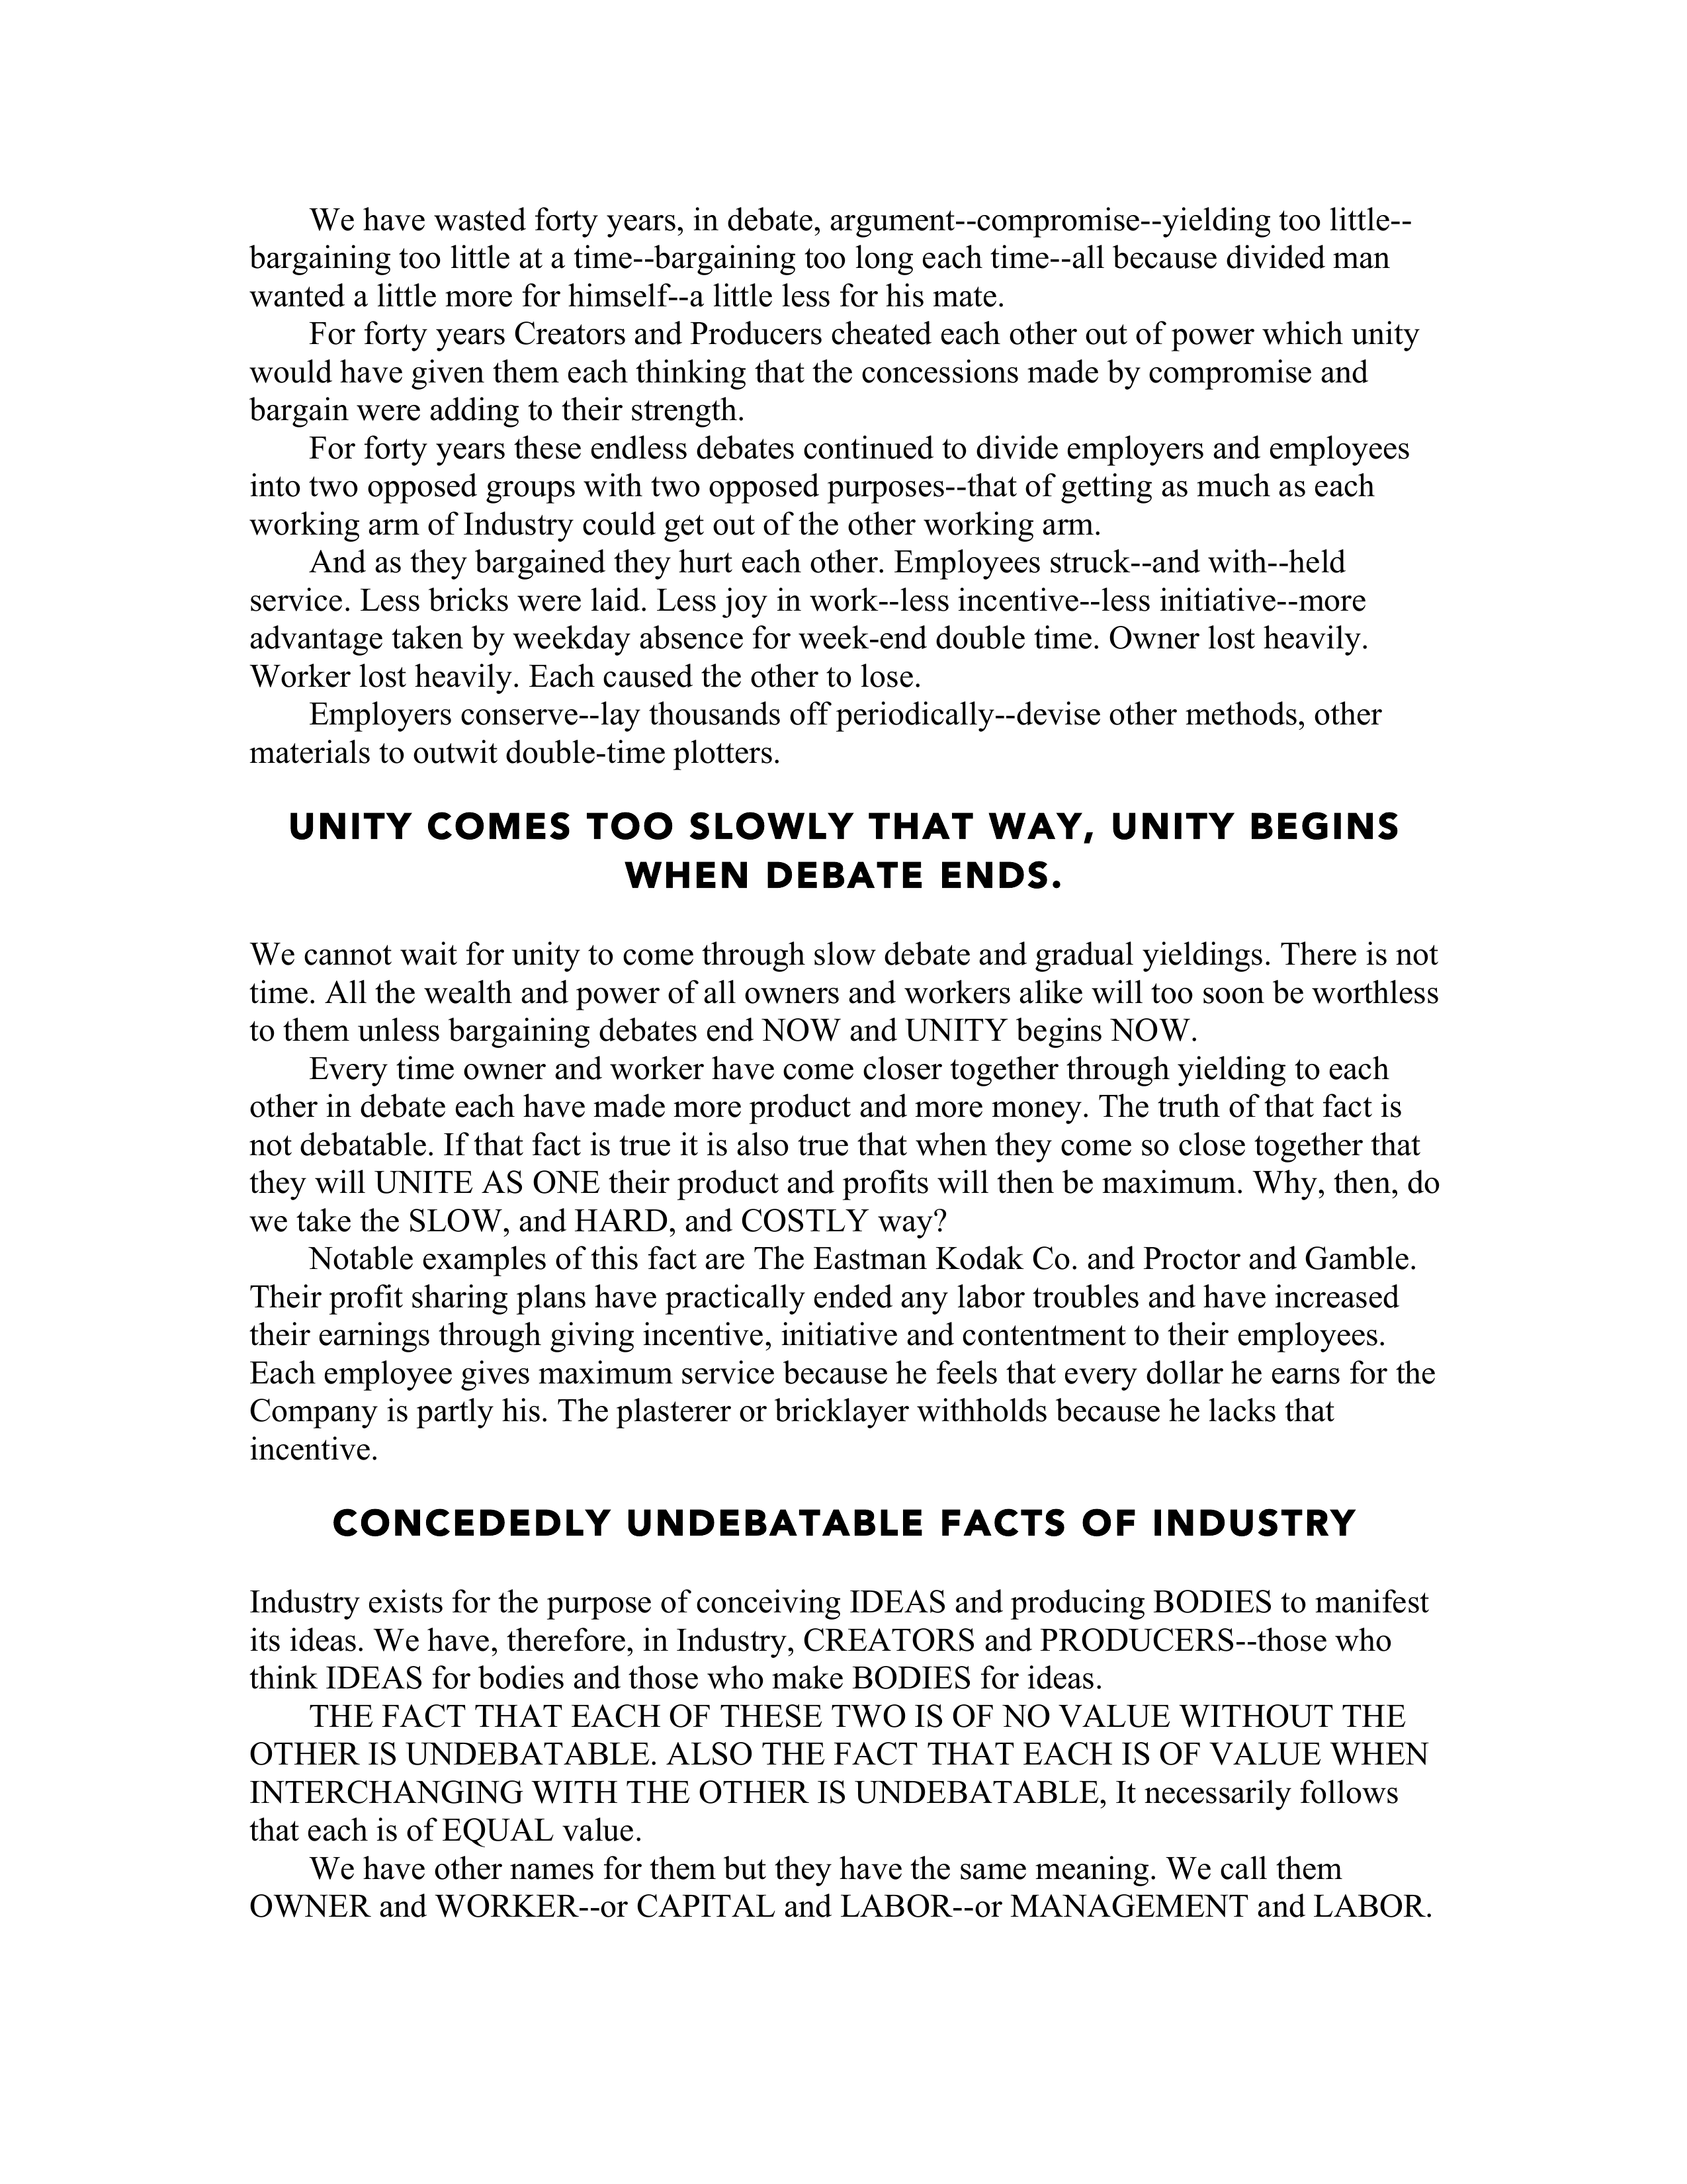 We have wasted forty years, in debate, argument--compromise--yielding too little--
bargaining too little at a time--bargaining too long each time--all because divided man
wanted a little more for himself--a little less for his mate.
For forty years Creators and Producers cheated each other out of power which unity
would have given them each thinking that the concessions made by compromise and
bargain were adding to their strength.
For forty years these endless debates continued to divide employers and employees
into two opposed groups with two opposed purposes--that of getting as much as each
working arm of Industry could get out of the other working arm.
And as they bargained they hurt each other. Employees struck--and with--held
service. Less bricks were laid. Less joy in work--less incentive--less initiative--more
advantage taken by weekday absence for week-end double time. Owner lost heavily.
Worker lost heavily. Each caused the other to lose.
Employers conserve--lay thousands off periodically--devise other methods, other
materials to outwit double-time plotters.
UNITY COMES TOO SLOWLY THAT WAY, UNITY BEGINS
WHEN DEBATE ENDS.
We cannot wait for unity to come through slow debate and gradual yieldings. There is not
time. All the wealth and power of all owners and workers alike will too soon be worthless
to them unless bargaining debates end NOW and UNITY begins NOW.
Every time owner and worker have come closer together through yielding to each
other in debate each have made more product and more money. The truth of that fact is
not debatable. If that fact is true it is also true that when they come so close together that
they will UNITE AS ONE their product and profits will then be maximum. Why, then, do
we take the SLOW, and HARD, and COSTLY way?
Notable examples of this fact are The Eastman Kodak Co. and Proctor and Gamble.
Their profit sharing plans have practically ended any labor troubles and have increased
their earnings through giving incentive, initiative and contentment to their employees.
Each employee gives maximum service because he feels that every dollar he earns for the
Company is partly his. The plasterer or bricklayer withholds because he lacks that
incentive.
CONCEDEDLY UNDEBATABLE FACTS OF INDUSTRY
Industry exists for the purpose of conceiving IDEAS and producing BODIES to manifest
its ideas. We have, therefore, in Industry, CREATORS and PRODUCERS--those who
think IDEAS for bodies and those who make BODIES for ideas.
THE FACT THAT EACH OF THESE TWO IS OF NO VALUE WITHOUT THE
OTHER IS UNDEBATABLE. ALSO THE FACT THAT EACH IS OF VALUE WHEN
INTERCHANGING WITH THE OTHER IS UNDEBATABLE, It necessarily follows
that each is of EQUAL value.
We have other names for them but they have the same meaning. We call them
OWNER and WORKER--or CAPITAL and LABOR--or MANAGEMENT and LABOR.